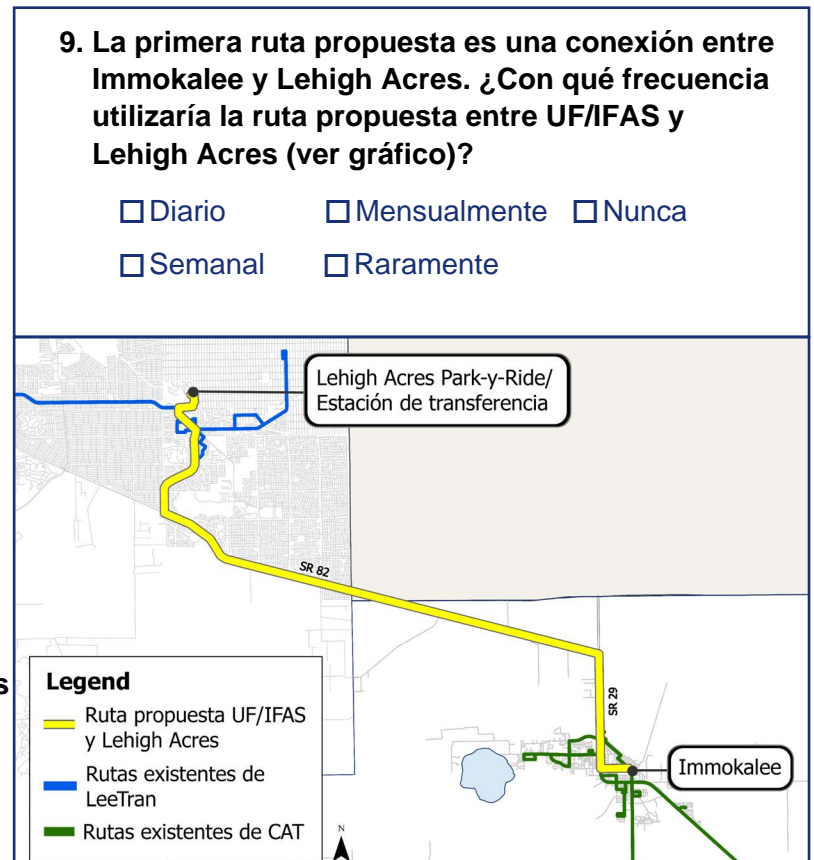 9. La primera ruta propuesta es una conexión entre
Immokalee y Lehigh Acres. ¿Con qué frecuencia
utilizaría la ruta propuesta entre UF/IFAS y
Lehigh Acres (ver gráfico)?
☐ Diario ☐ Mensualmente ☐ Nunca
☐ Semanal ☐ Raramente
Lehigh Acres Park-y-Ride/
Estación de transferencia
SR 82
SR 29
Immokalee
s
Legend
Ruta propuesta UF/IFAS
y Lehigh Acres
Rutas existentes de
LeeTran
Rutas existentes de CAT
N